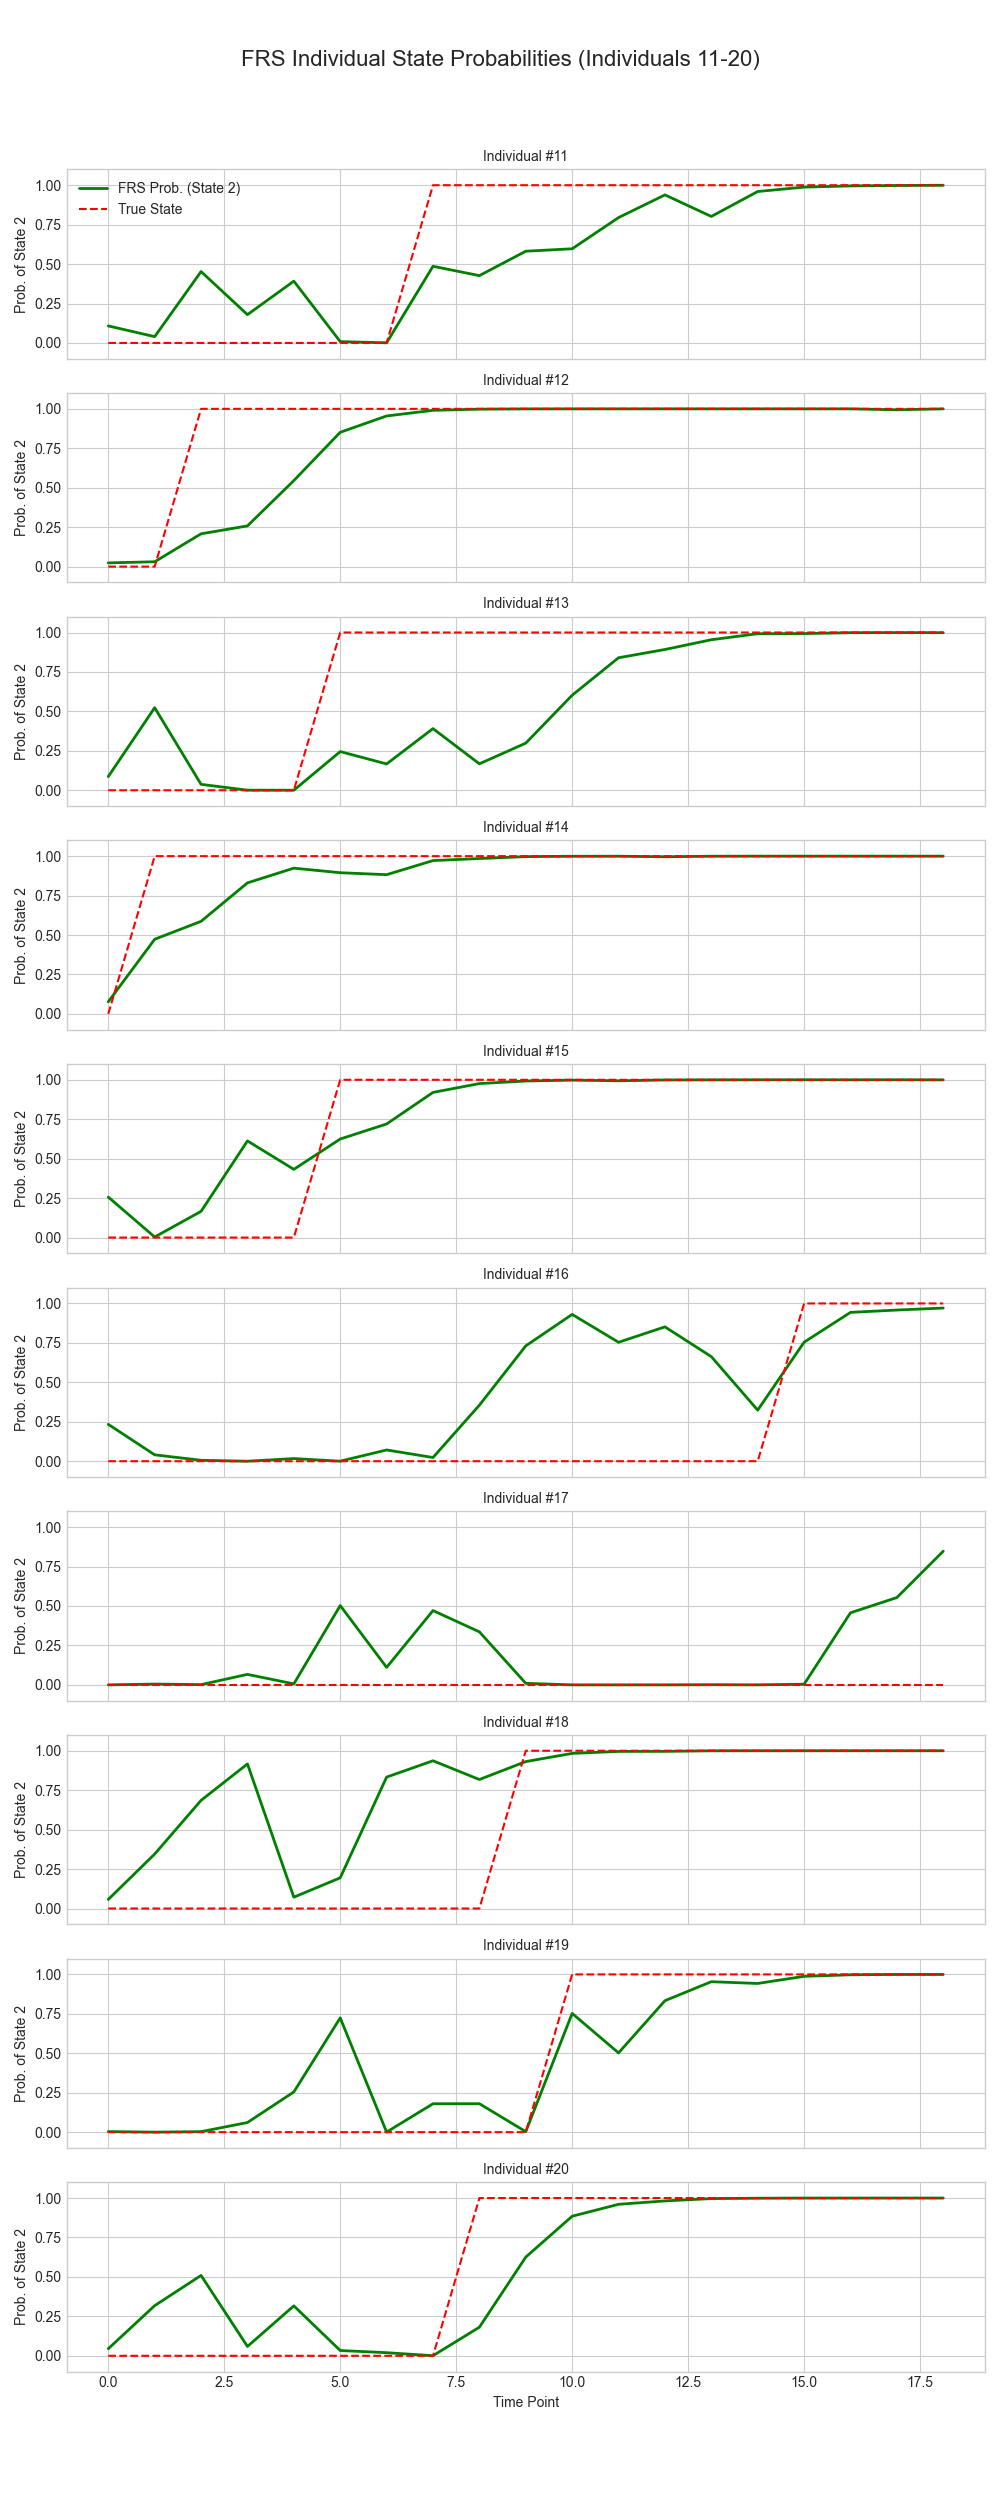 FRS Individual State Probabilities (Individuals 11-20)
Individual #11
FRS Prob. (State 2)
True State
Prob. of State 2
1.00
0.75
0.50
0.25
0.00
Individual #12
Prob. of State 2
1.00
0.75
0.50
0.25
0.00
Individual #13
Prob. of State 2
1.00
0.75
0.50
0.25
0.00
Individual #14
Prob. of State 2
1.00
0.75
0.50
0.25
0.00
Individual #15
Prob. of State 2
1.00
0.75
0.50
0.25
0.00
Individual #16
Prob. of State 2
1.00
0.75
0.50
0.25
0.00
Individual #17
Prob. of State 2
1.00
0.75
0.50
0.25
0.00
Individual #18
Prob. of State 2
1.00
0.75
0.50
0.25
0.00
Individual #19
Prob. of State 2
1.00
0.75
0.50
0.25
0.00
Individual #20
Prob. of State 2
1.00
0.75
0.50
0.25
0.00
0.0 2.5 5.0 7.5 10.0 12.5 15.0 17.5
Time Point